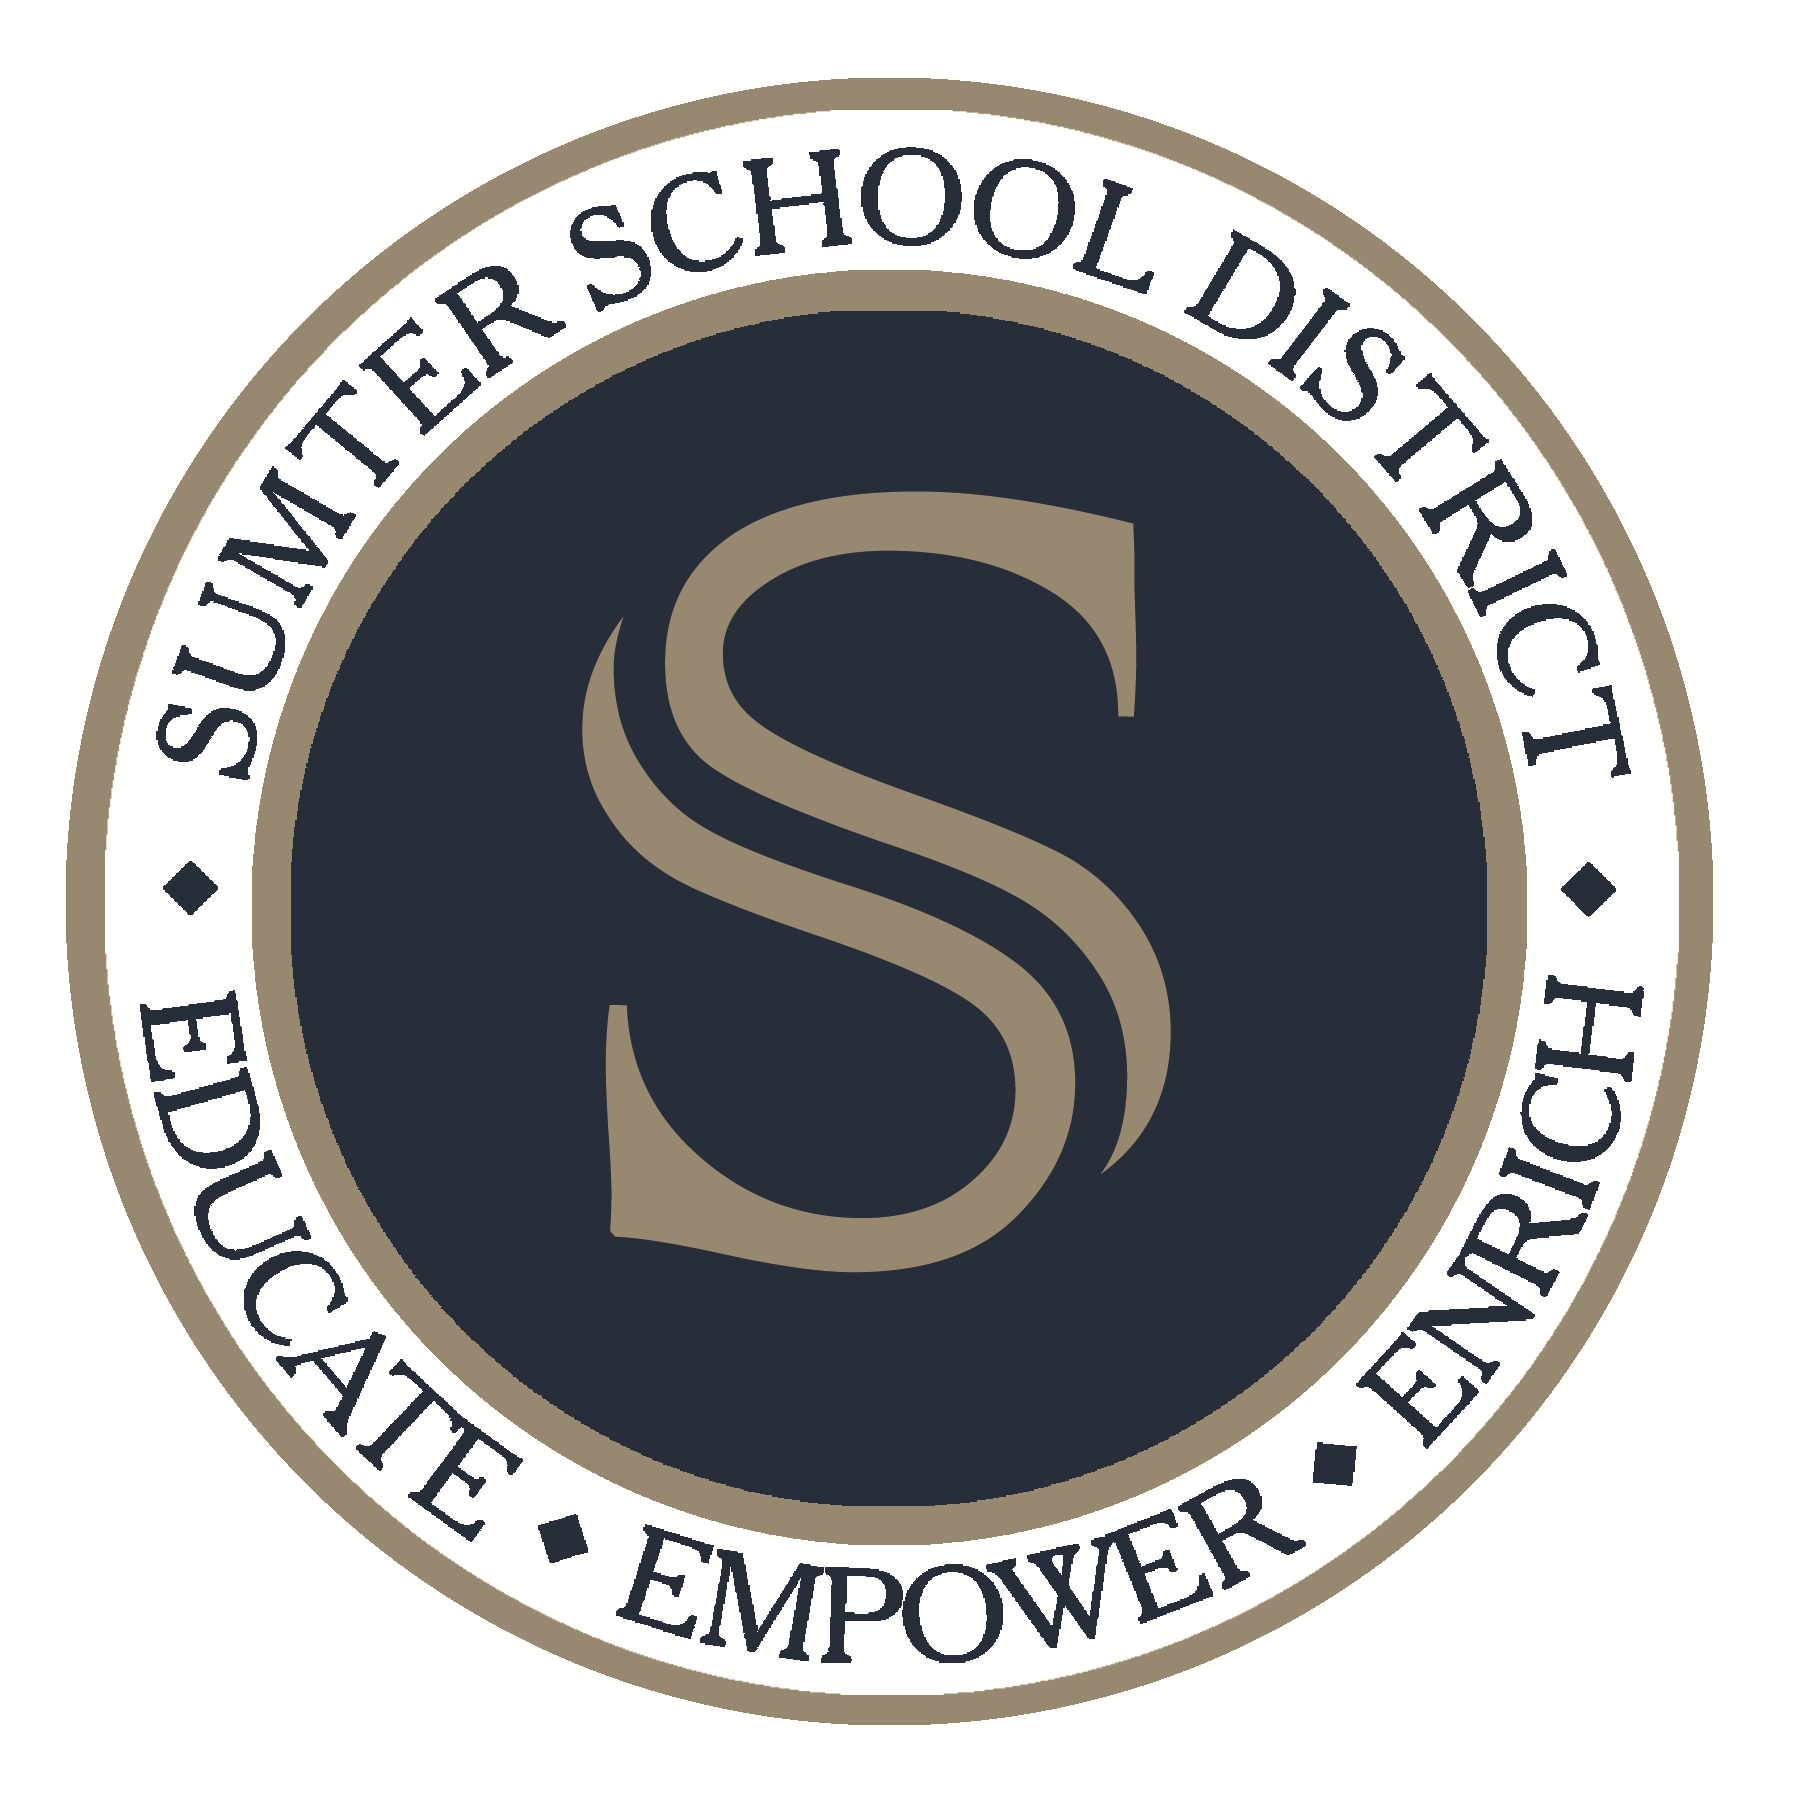 SUMTER SCHOOL DISTRICT
S
EDUCATE ◆ EMPOWER ◆ ENRICH